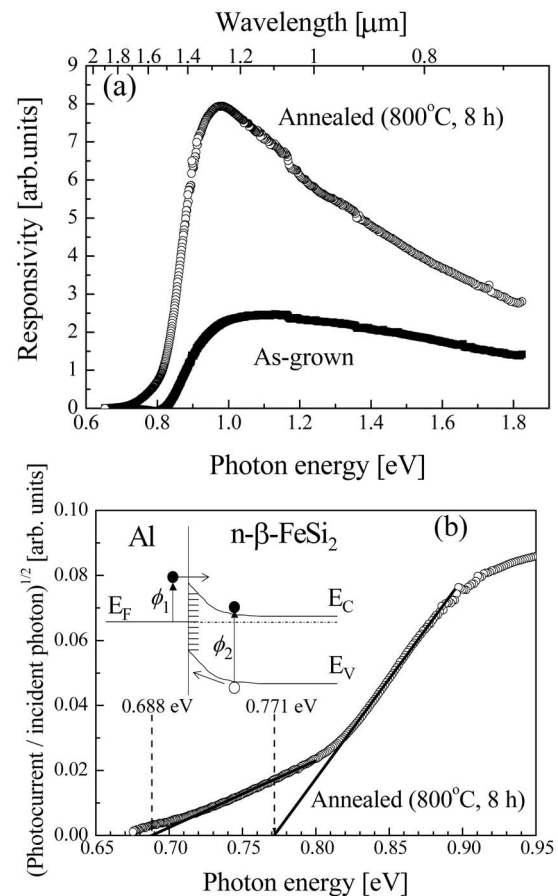 Wavelength [μm]
2 1.8 1.6 1.4 1.2 1 0.8
(a)
Annealed (800°C, 8 h)
As-grown
Responsivity [arb.units]
9
8
7
6
5
4
3
2
1
0
0.6 0.8 1.0 1.2 1.4 1.6 1.8
Photon energy [eV]
(Photocurrent / incident photon)^{1/2} [arb. units]
0.10
0.08
0.06
0.04
0.02
0.00
(b)
Al n-β-FeSi₂
E_F ϕ₁ E_C
ϕ₂
E_V
0.688 eV 0.771 eV
Annealed (800°C, 8 h)
0.65 0.70 0.75 0.80 0.85 0.90 0.95
Photon energy [eV]